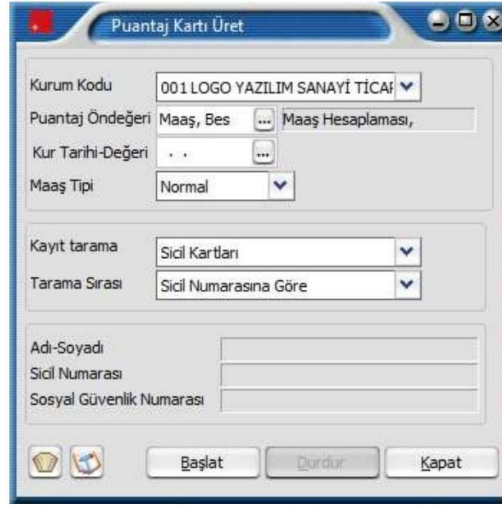 Puantaj Kartı Üret
Kurum Kodu 001 LOGO YAZILIM SANAYİ TİCAR
Puantaj Öndeğeri Maaş, Bes ... Maaş Hesaplaması,
Kur Tarihi-Değeri . . ...
Maaş Tipi Normal
Kayıt tarama Sicil Kartları
Tarama Sırası Sicil Numarasına Göre
Adı-Soyadı
Sicil Numarası
Sosyal Güvenlik Numarası
Başlat Durdur Kapat